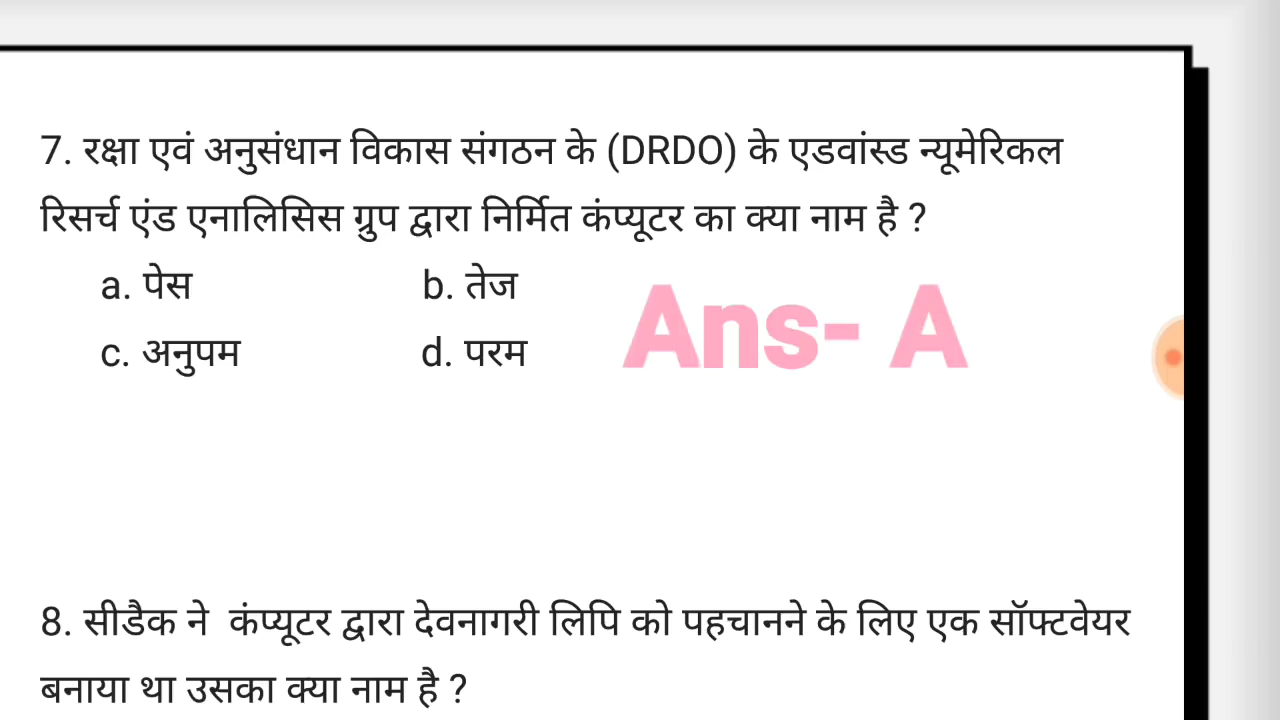 7. रक्षा एवं अनुसंधान विकास संगठन के (DRDO) के एडवांस्ड न्यूमेरिकल
रिसर्च एंड एनालिसिस ग्रुप द्वारा निर्मित कंप्यूटर का क्या नाम है ?
a. पेस b. तेज
c. अनुपम d. परम
Ans- A
8. सीडैक ने कंप्यूटर द्वारा देवनागरी लिपि को पहचानने के लिए एक सॉफ्टवेयर
बनाया था उसका क्या नाम है ?